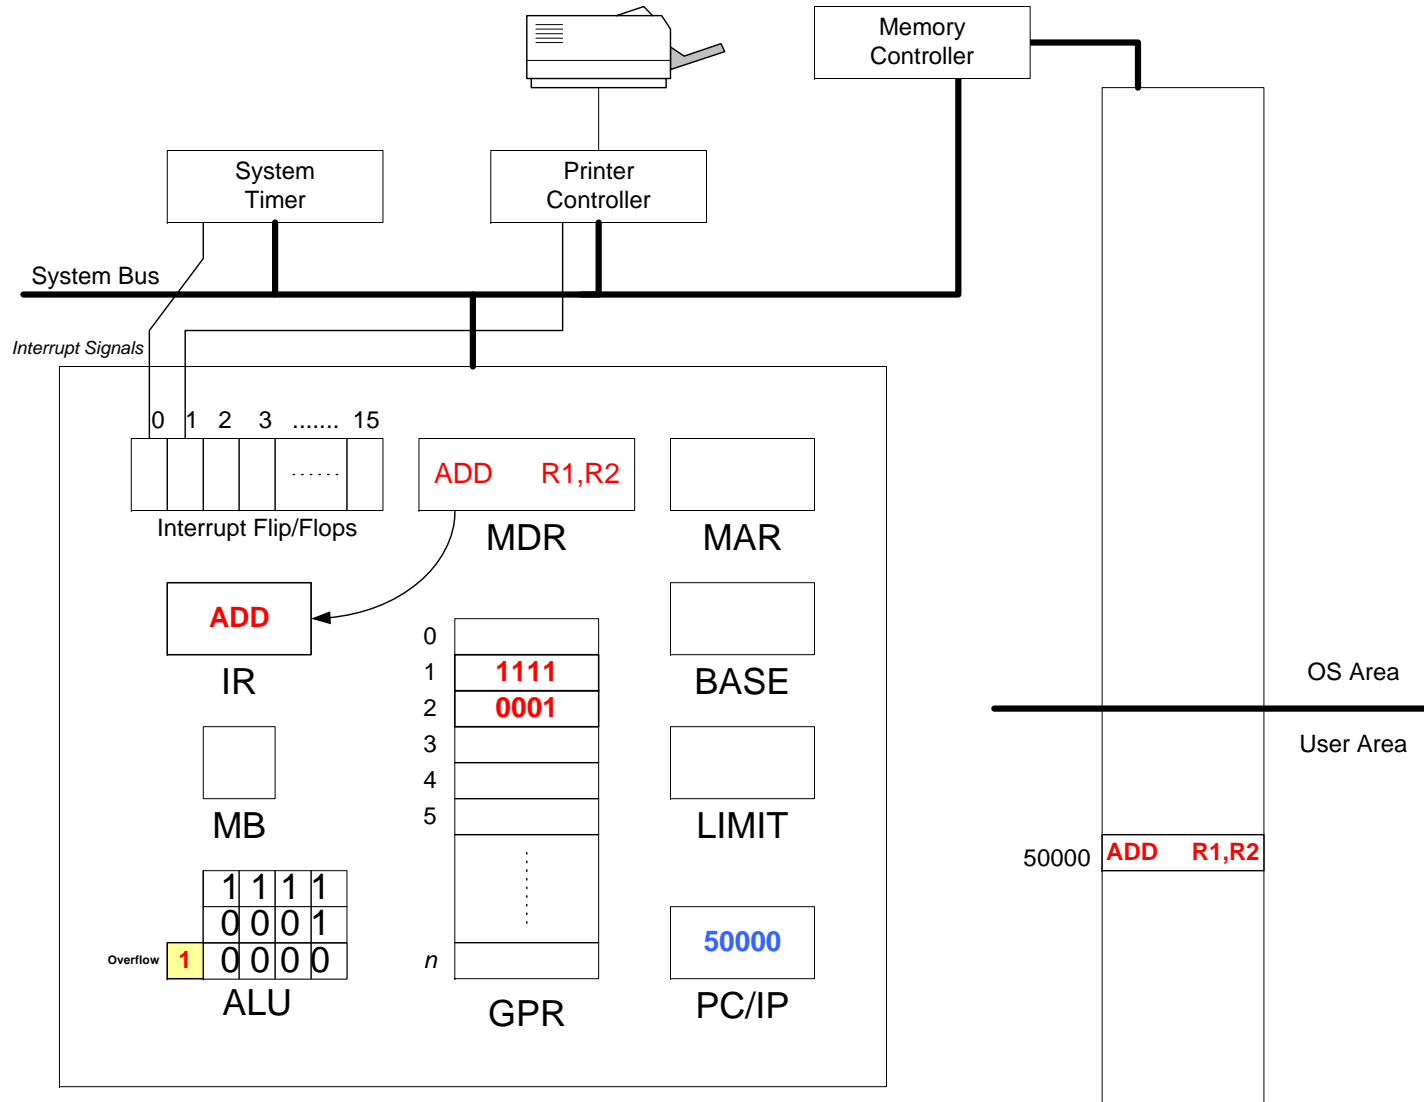 Memory
Controller
System
Timer
Printer
Controller
System Bus
Interrupt Signals
0 1 2 3 ....... 15
......
Interrupt Flip/Flops
ADD R1,R2
MDR
MAR
ADD
IR
BASE
MB
LIMIT
0
1 1111
2 0001
3
4
5
n
GPR
1 1 1 1
0 0 0 1
Overflow 1 0 0 0 0
ALU
50000
PC/IP
OS Area
User Area
50000 ADD R1,R2